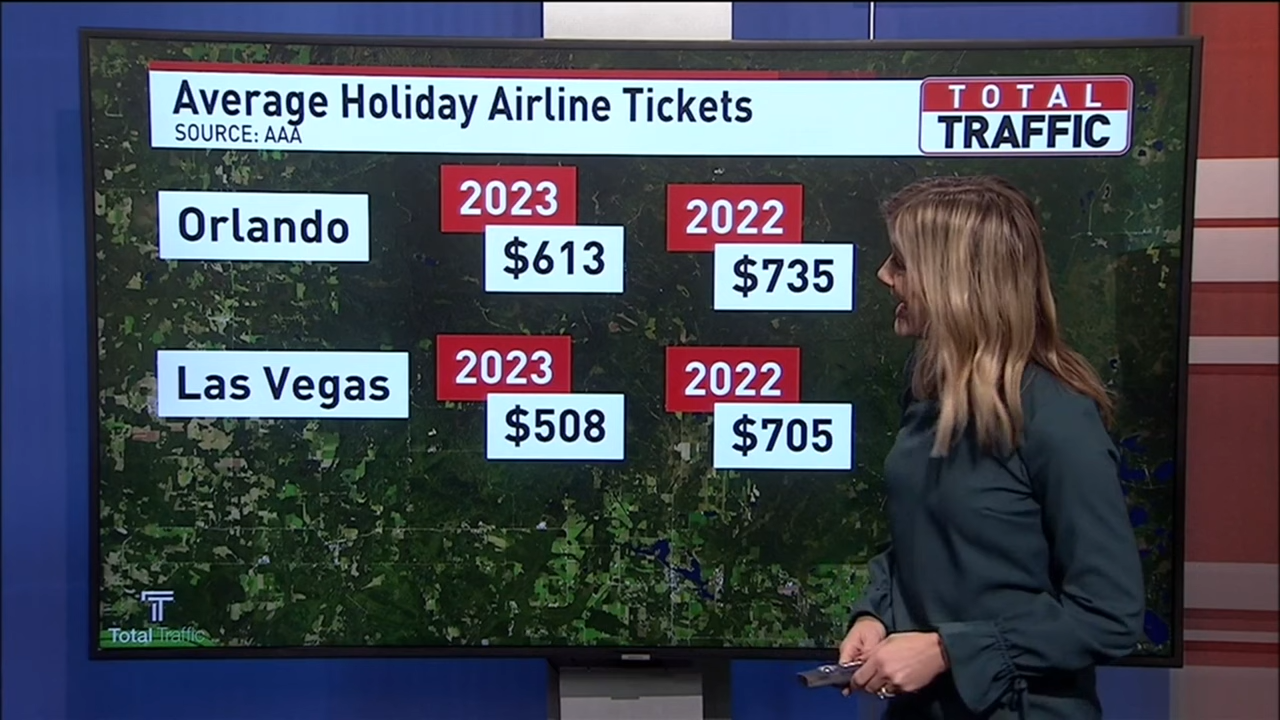 Average Holiday Airline Tickets
SOURCE: AAA
TOTAL
TRAFFIC
Orlando
2023
$613
2022
$735
Las Vegas
2023
$508
2022
$705
T
Total Traffic